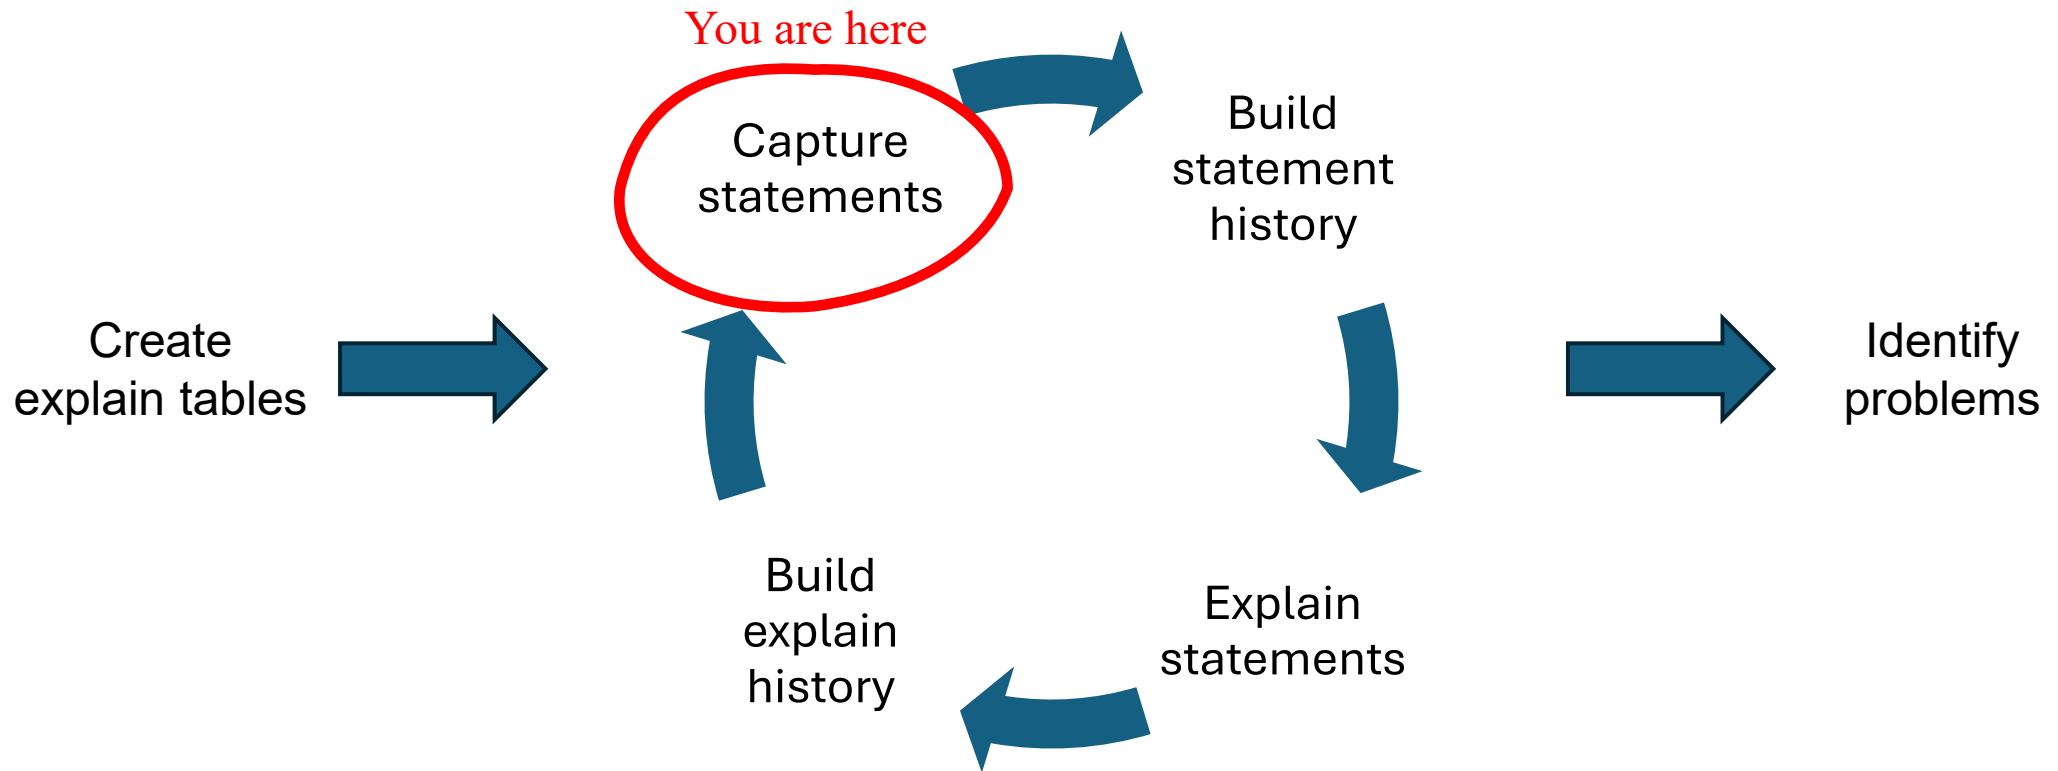 You are here
Capture
statements
Build
statement
history
Create
explain tables
Identify
problems
Build
explain
history
Explain
statements